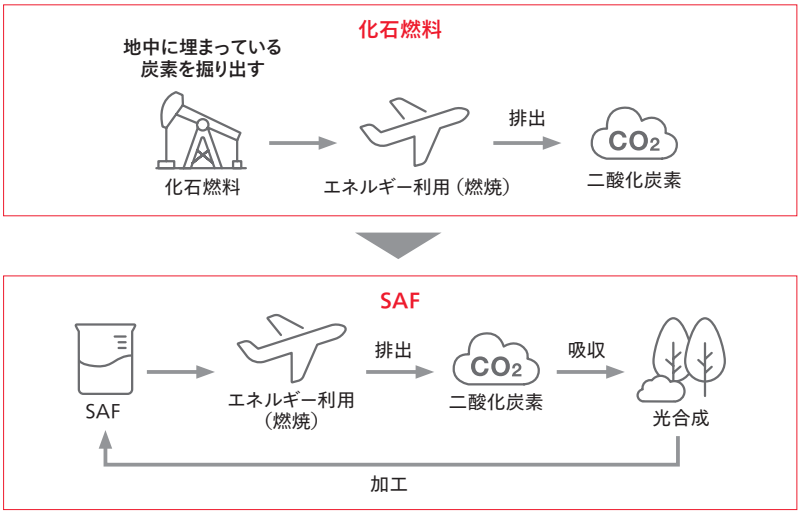 化石燃料
地中に埋まっている
炭素を掘り出す
化石燃料
エネルギー利用（燃焼）
排出
CO2
二酸化炭素
SAF
SAF
エネルギー利用
（燃焼）
排出
CO2
二酸化炭素
吸収
光合成
加工